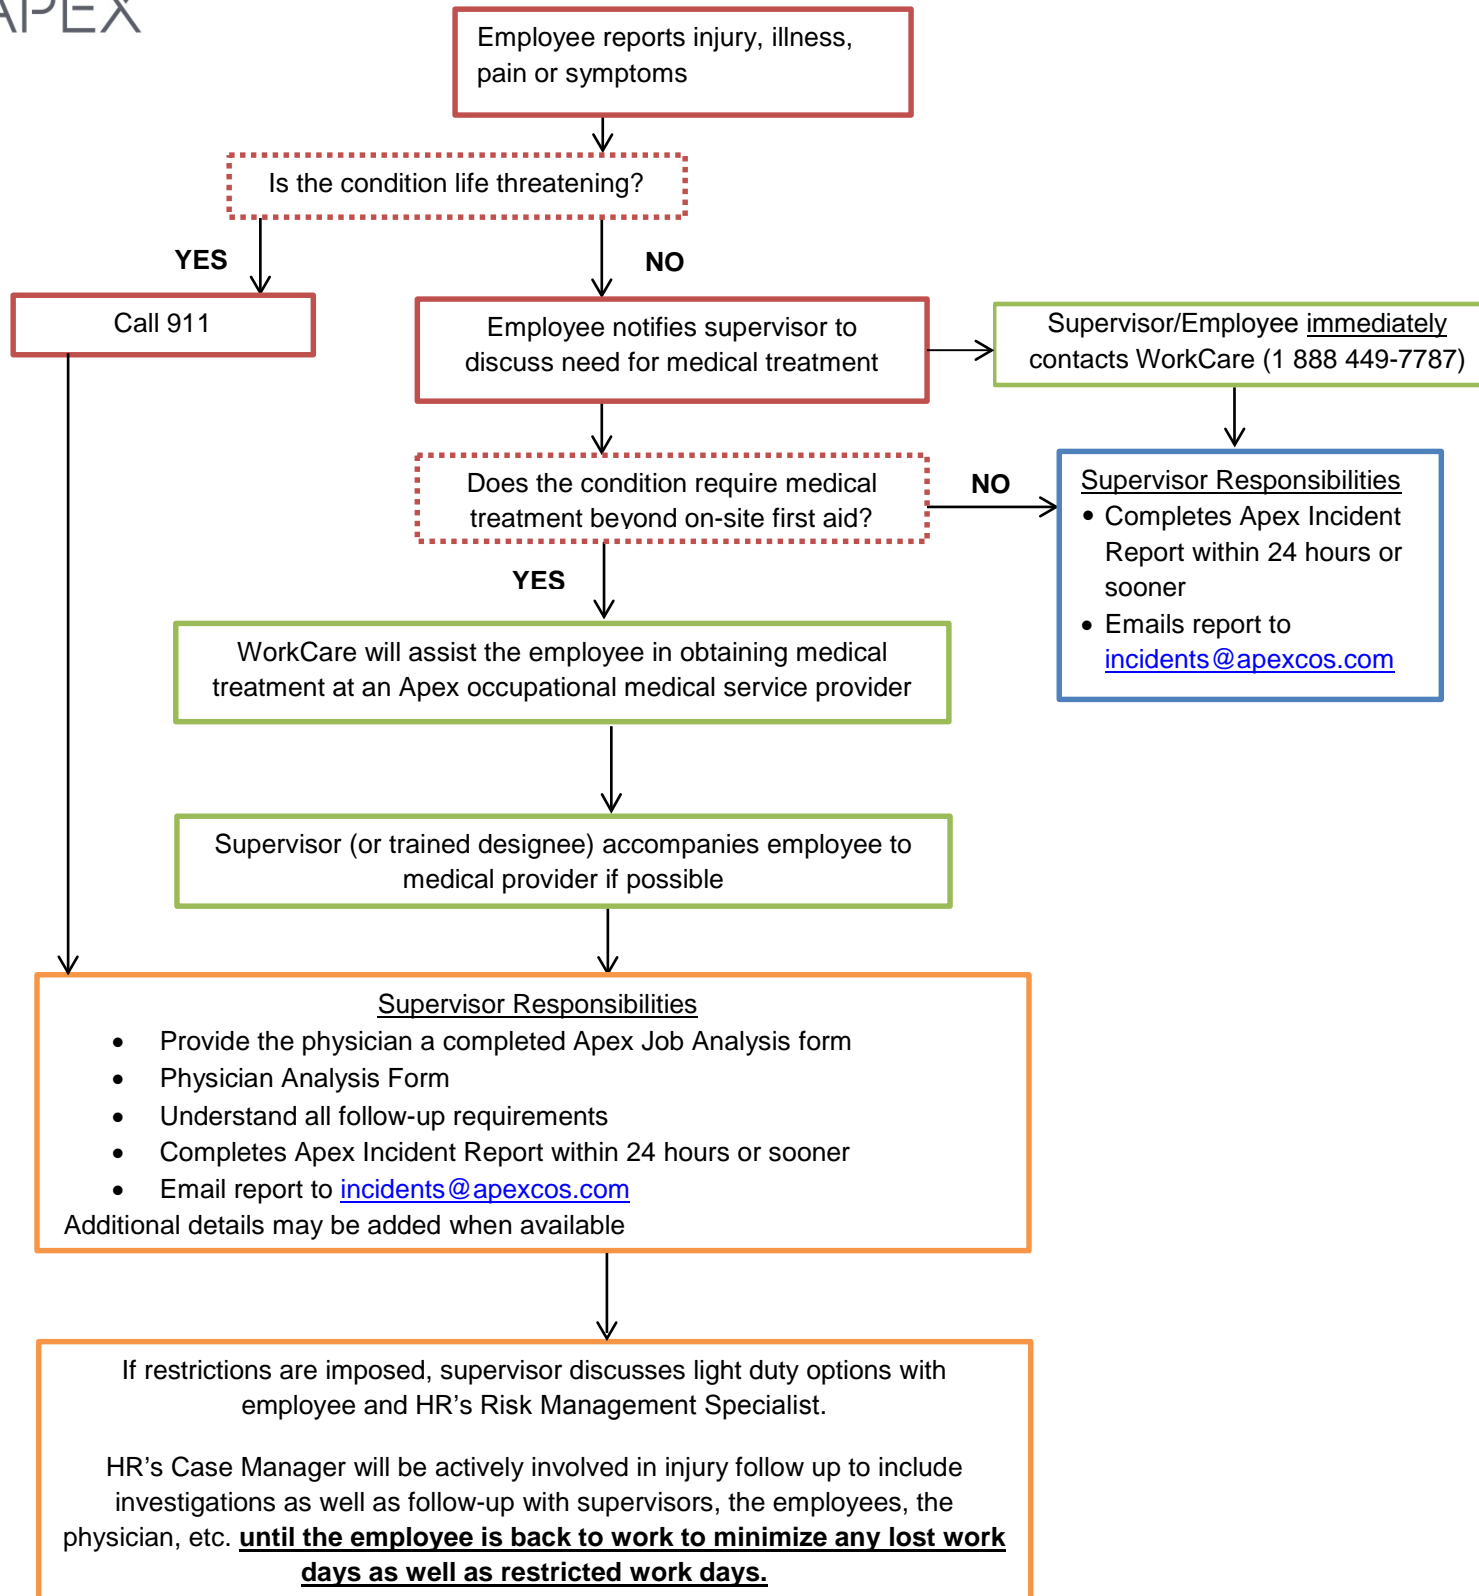 APEX
Employee reports injury, illness,
pain or symptoms
Is the condition life threatening?
YES
NO
Call 911
Employee notifies supervisor to
discuss need for medical treatment
Supervisor/Employee immediately
contacts WorkCare (1 888 449-7787)
Does the condition require medical
treatment beyond on-site first aid?
NO
YES
Supervisor Responsibilities
• Completes Apex Incident
Report within 24 hours or
sooner
• Emails report to
incidents@apexcos.com
WorkCare will assist the employee in obtaining medical
treatment at an Apex occupational medical service provider
Supervisor (or trained designee) accompanies employee to
medical provider if possible
Supervisor Responsibilities
• Provide the physician a completed Apex Job Analysis form
• Physician Analysis Form
• Understand all follow-up requirements
• Completes Apex Incident Report within 24 hours or sooner
• Email report to incidents@apexcos.com
Additional details may be added when available
If restrictions are imposed, supervisor discusses light duty options with
employee and HR’s Risk Management Specialist.
HR’s Case Manager will be actively involved in injury follow up to include
investigations as well as follow-up with supervisors, the employees, the
physician, etc. until the employee is back to work to minimize any lost work
days as well as restricted work days.